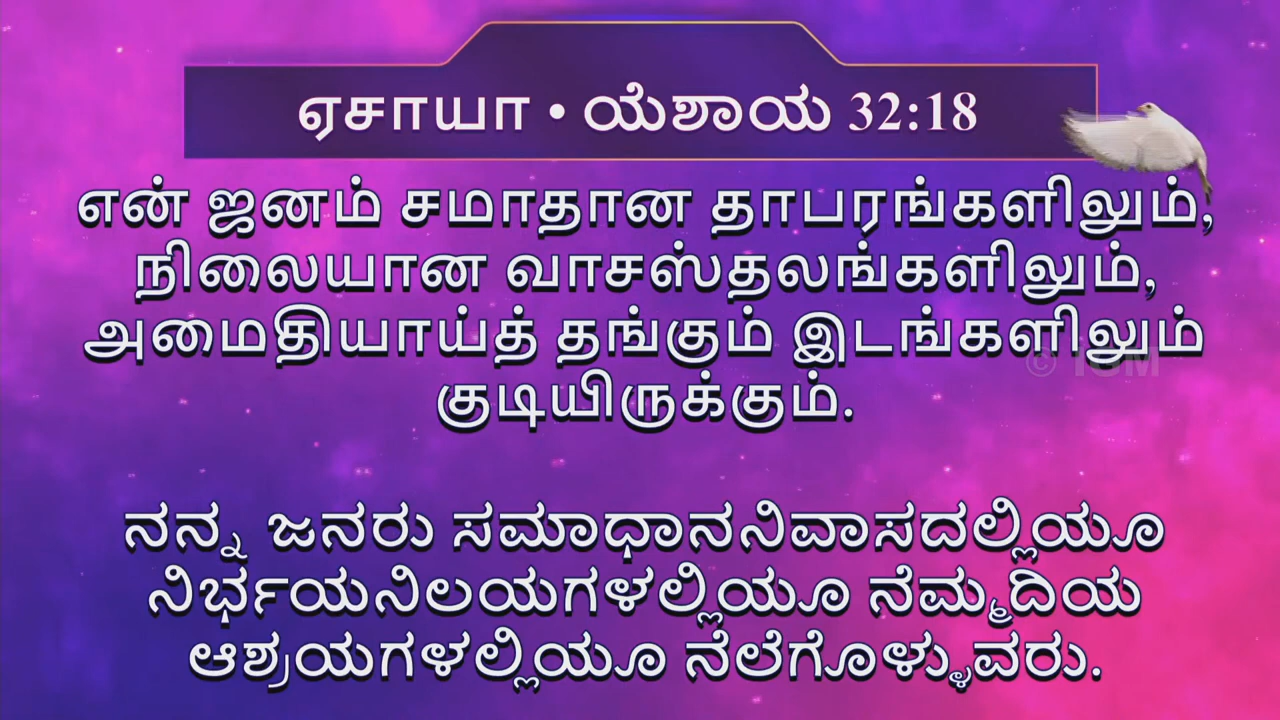 ஏசாயா • ಯೆಶಾಯ 32:18
என் ஜனம் சமாதான தாபரங்களிலும்,
நிலையான வாசஸ்தலங்களிலும்,
அமைதியாய்த் தங்கும் இடங்களிலும்
© iGM
குடியிருக்கும்.
ನನ್ನ ಜನರು ಸಮಾಧಾನನಿವಾಸದಲ್ಲಿಯೂ
ನಿರ್ಭಯನಿಲಯಗಳಲ್ಲಿಯೂ ನೆಮ್ಮದಿಯ
ಆಶ್ರಯಗಳಲ್ಲಿಯೂ ನೆಲೆಗೊಳ್ಳುವರು.